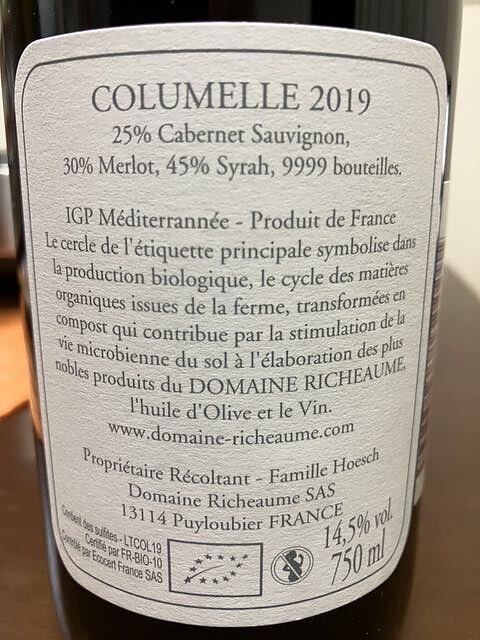 COLUMELLE 2019
25% Cabernet Sauvignon,
30% Merlot, 45% Syrah, 9999 bouteilles.
IGP Méditerrannée - Produit de France
Le cercle de l'étiquette principale symbolise dans
la production biologique, le cycle des matières
organiques issues de la ferme, transformées en
compost qui contribue par la stimulation de la
vie microbienne du sol à l'élaboration des plus
nobles produits du DOMAINE RICHEAUME,
l'huile d'Olive et le Vin.
www.domaine-richeaume.com
Propriétaire Récoltant - Famille Hoesch
Domaine Richeaume SAS
13114 Puyloubier FRANCE
Contient des sulfites - LTCOL19
Certifié par FR-BIO-10
Contrôlé par Ecocert France SAS
14,5% vol.
750 ml